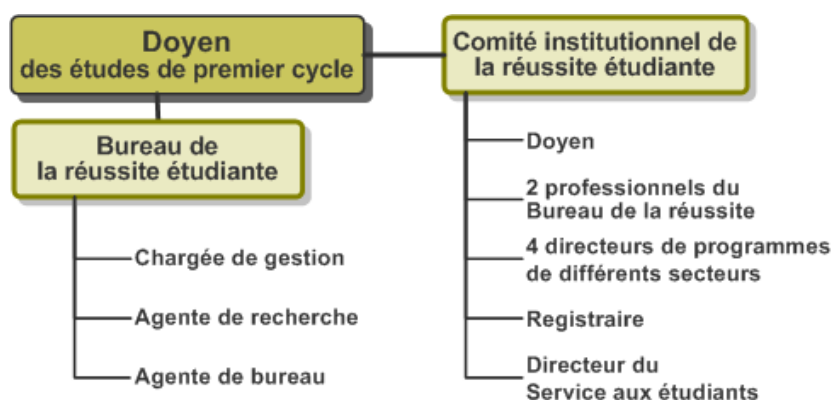 Doyen
des études de premier cycle
Comité institutionnel de
la réussite étudiante
Bureau de
la réussite étudiante
Chargée de gestion
Agente de recherche
Agente de bureau
Doyen
2 professionnels du
Bureau de la réussite
4 directeurs de programmes
de différents secteurs
Registraire
Directeur du
Service aux étudiants